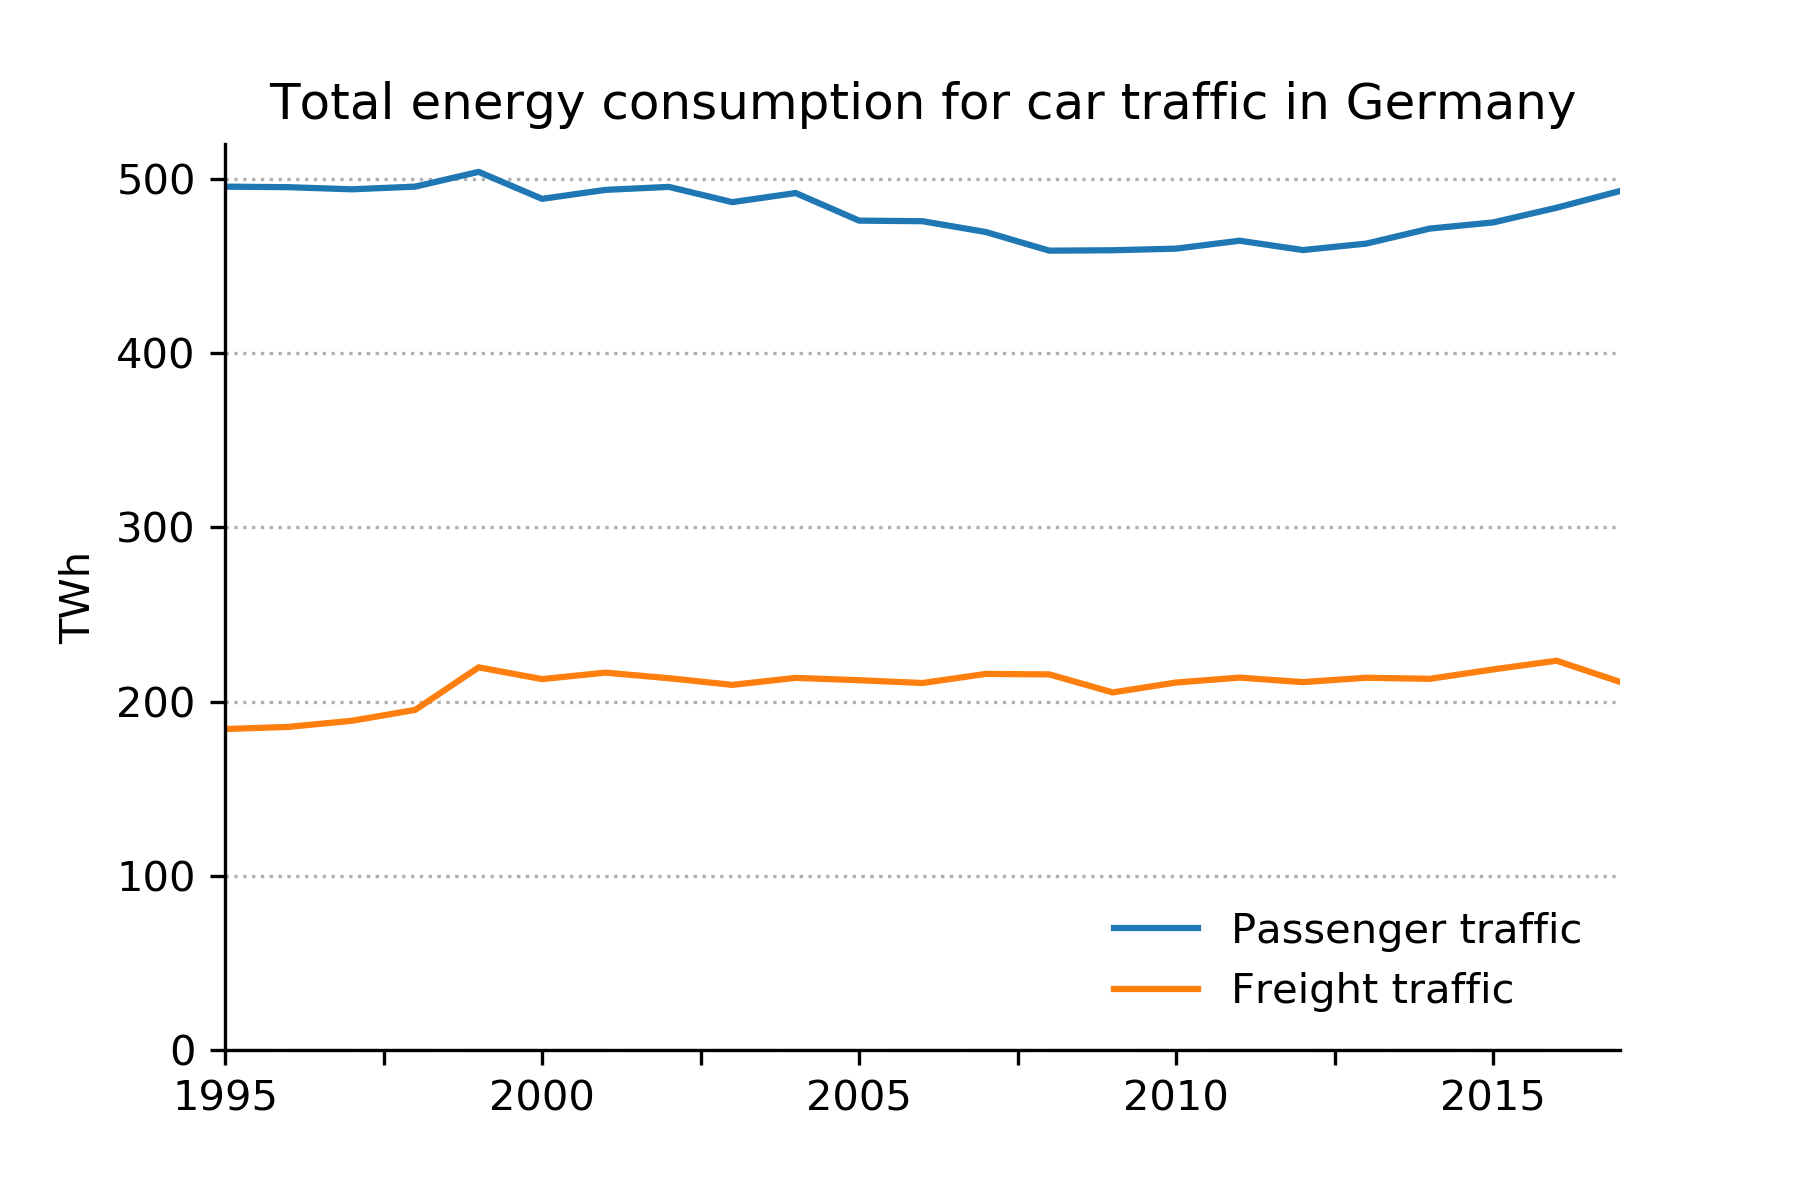 Total energy consumption for car traffic in Germany
500
400
300
200
100
0
TWh
1995
2000
2005
2010
2015
Passenger traffic
Freight traffic